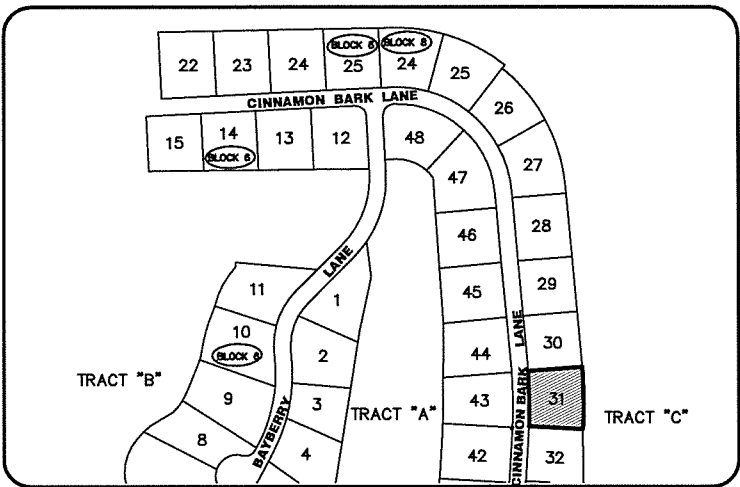 BLOCK 6 BLOCK 8
22 23 24 25 24 25
CINNAMON BARK LANE
26
15 14 13 12 48
BLOCK 6
27
47
46 28
LANE
11 1 45 29
10 CINNAMON BARK LANE
BLOCK 6 2 44 30
TRACT "B" 9 3 TRACT "A" 43 31 TRACT "C"
BAYBERRY
8 4 42 32